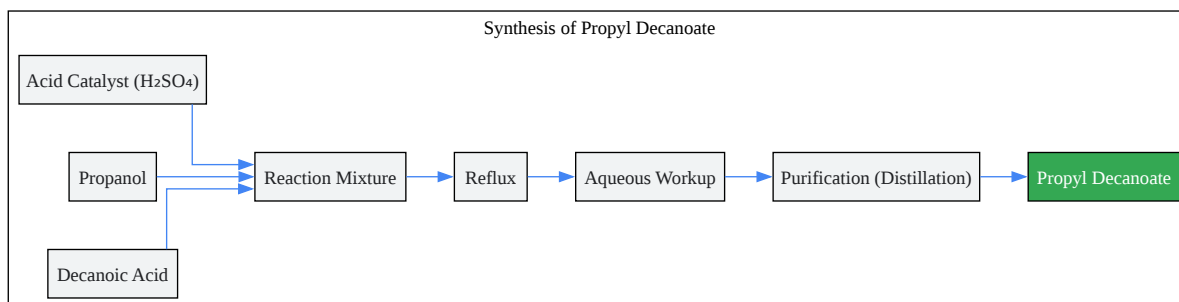 Synthesis of Propyl Decanoate
Acid Catalyst (H₂SO₄)
Propanol
Reaction Mixture
Reflux
Aqueous Workup
Purification (Distillation)
Propyl Decanoate
Decanoic Acid